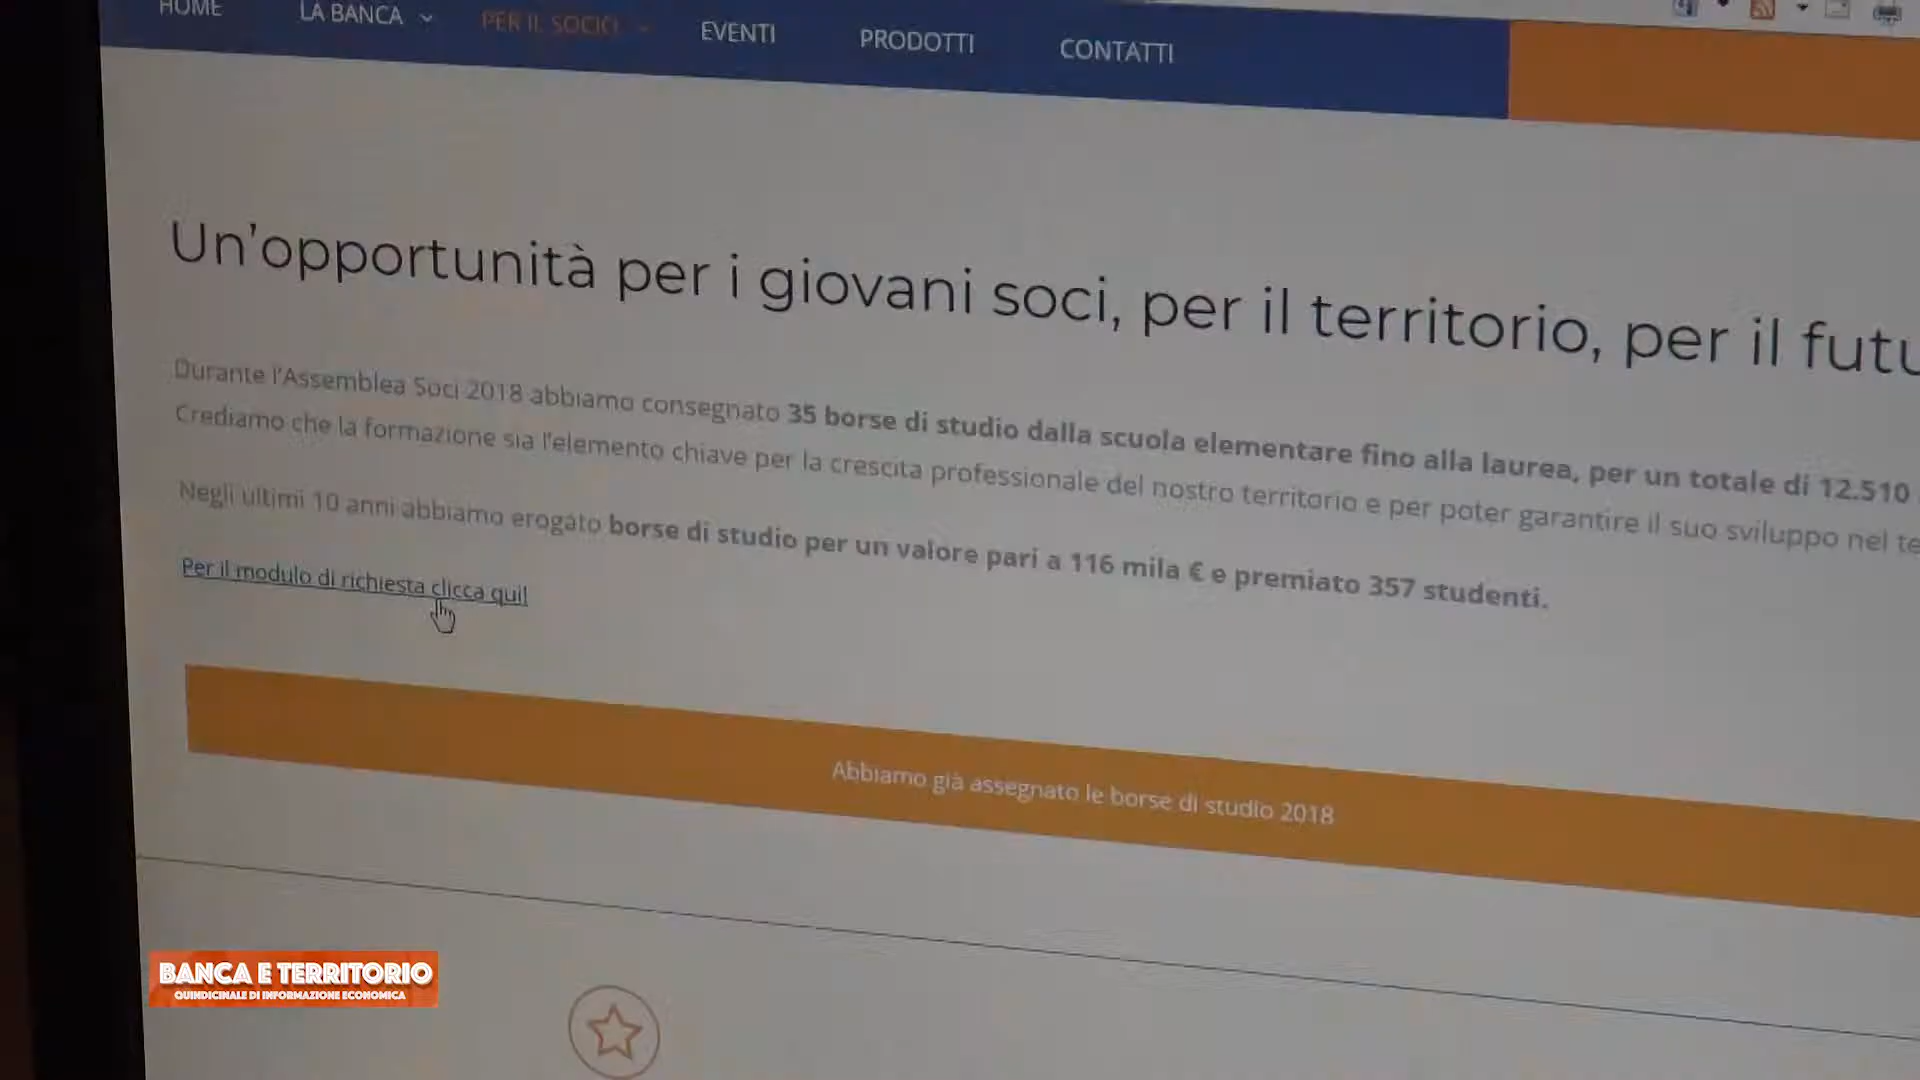 HOME
LA BANCA
PER IL SOCIO
EVENTI
PRODOTTI
CONTATTI
Un'opportunità per i giovani soci, per il territorio, per il futu
Durante l'Assemblea Soci 2018 abbiamo consegnato 35 borse di studio dalla scuola elementare fino alla laurea, per un totale di 12.510
Crediamo che la formazione sia l'elemento chiave per la crescita professionale del nostro territorio e per poter garantire il suo sviluppo nel te
Negli ultimi 10 anni abbiamo erogato borse di studio per un valore pari a 116 mila € e premiato 357 studenti.
Per il modulo di richiesta clicca qui!
Abbiamo già assegnato le borse di studio 2018
BANCA E TERRITORIO
QUINDICINALE DI INFORMAZIONE ECONOMICA